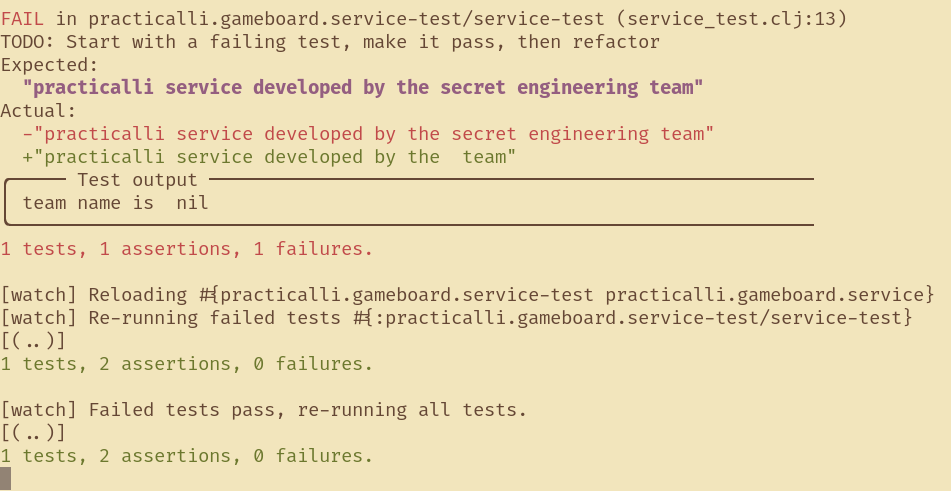 FAIL in practicalli.gameboard.service-test/service-test (service_test.clj:13)
TODO: Start with a failing test, make it pass, then refactor
Expected:
  "practicalli service developed by the secret engineering team"
Actual:
  -"practicalli service developed by the secret engineering team"
  +"practicalli service developed by the  team"
Test output
  team name is  nil
1 tests, 1 assertions, 1 failures.

[watch] Reloading #{practicalli.gameboard.service-test practicalli.gameboard.service}
[watch] Re-running failed tests #{:practicalli.gameboard.service-test/service-test}
[(..)]
1 tests, 2 assertions, 0 failures.

[watch] Failed tests pass, re-running all tests.
[(..)]
1 tests, 2 assertions, 0 failures.